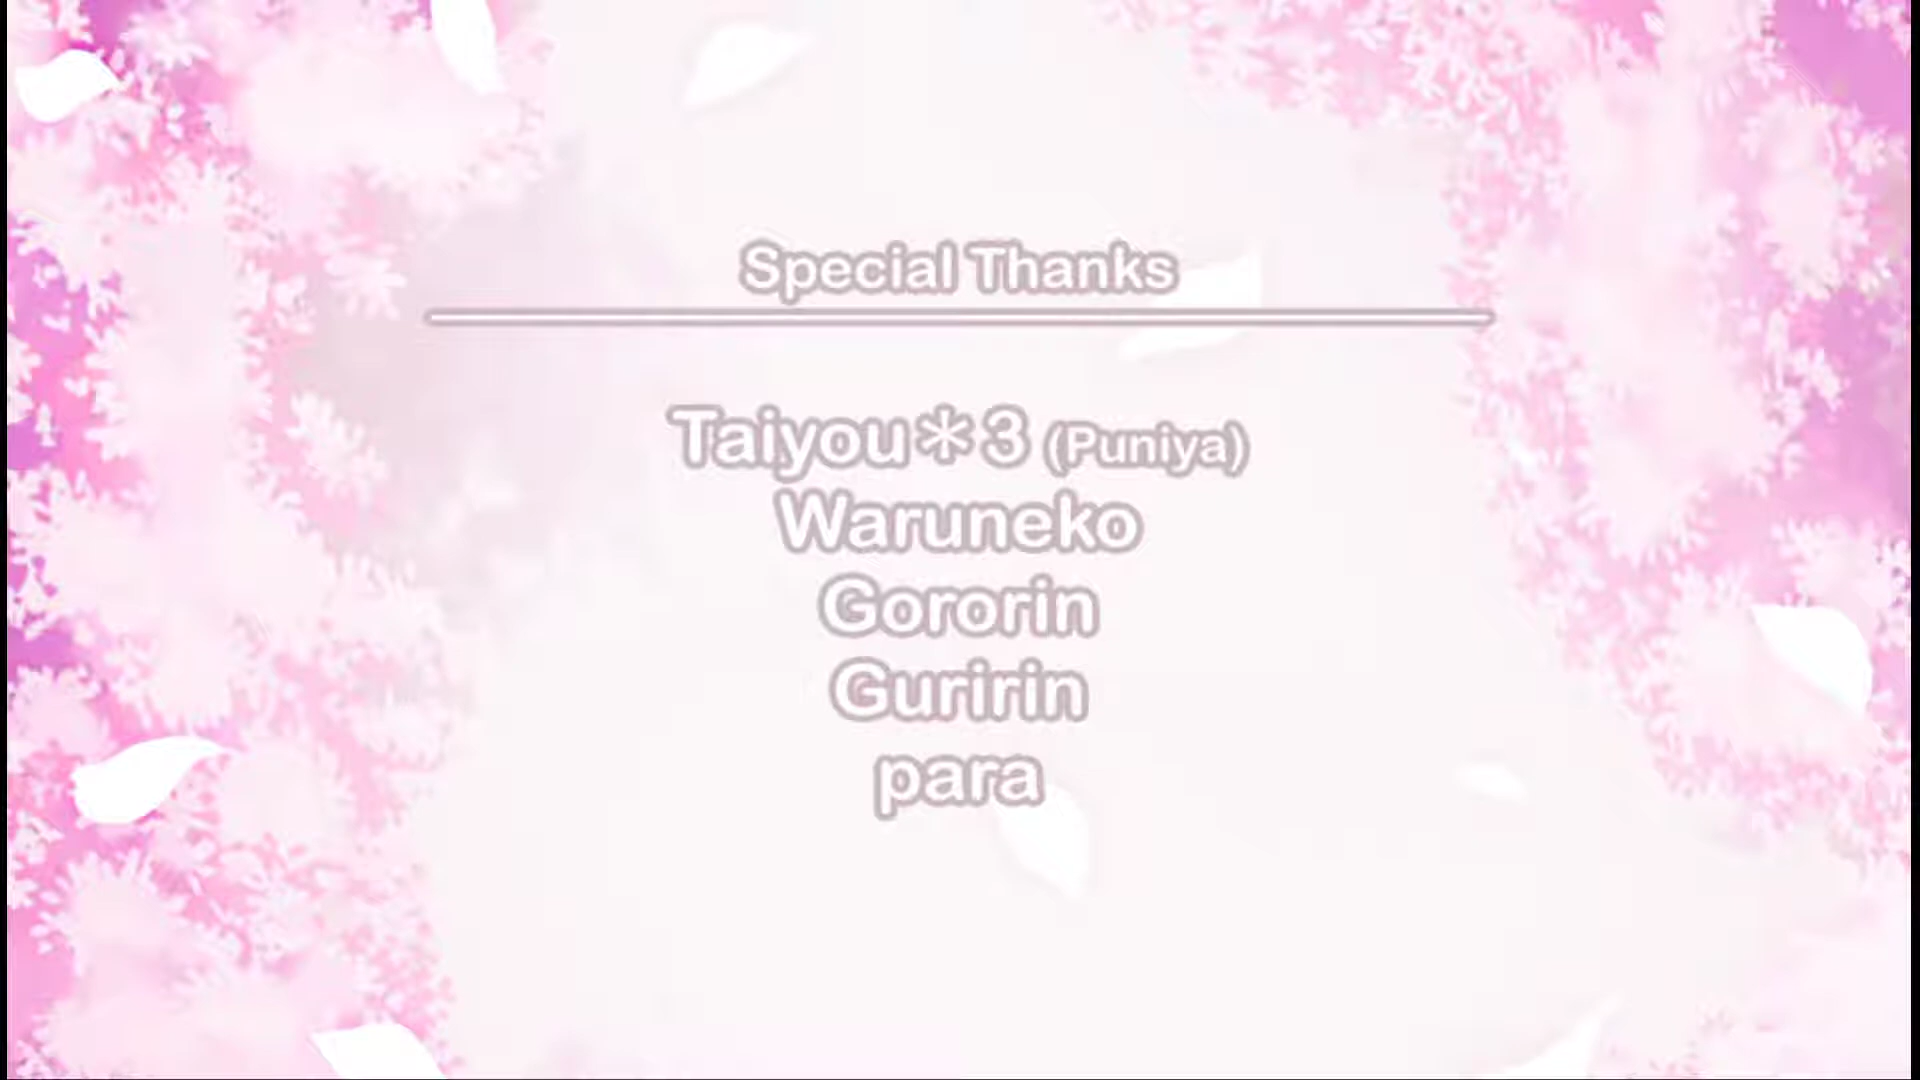 Special Thanks
Taiyou＊3 (Puniya)
Waruneko
Gororin
Guririn
para